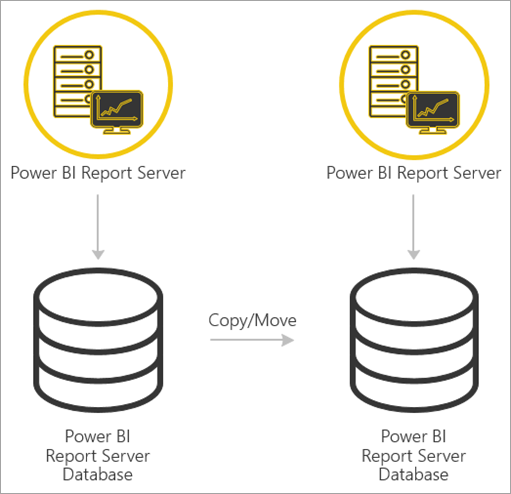 Power BI Report Server
Power BI Report Server
Copy/Move
Power BI
Report Server
Database
Power BI
Report Server
Database